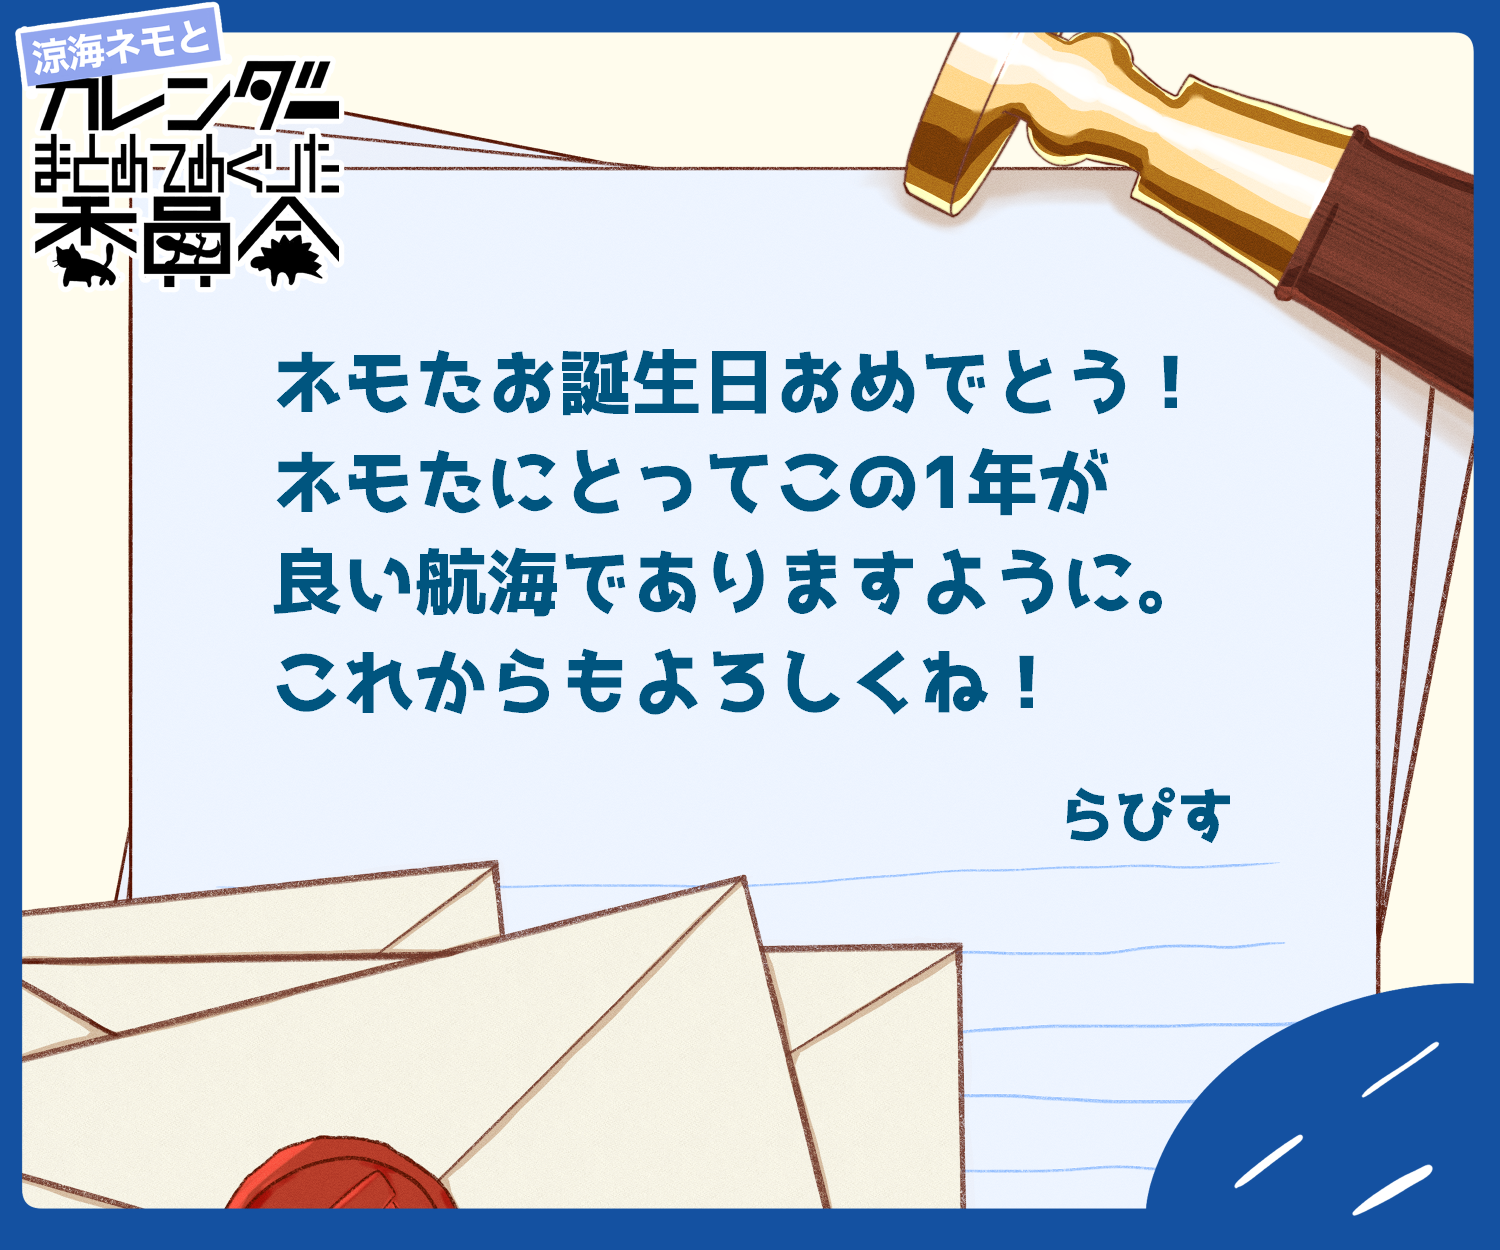 涼海ネモと
カレンダー
まとめてめくりた
委員会
ネモたお誕生日おめでとう！
ネモたにとってこの1年が
良い航海でありますように。
これからもよろしくね！
らぴす